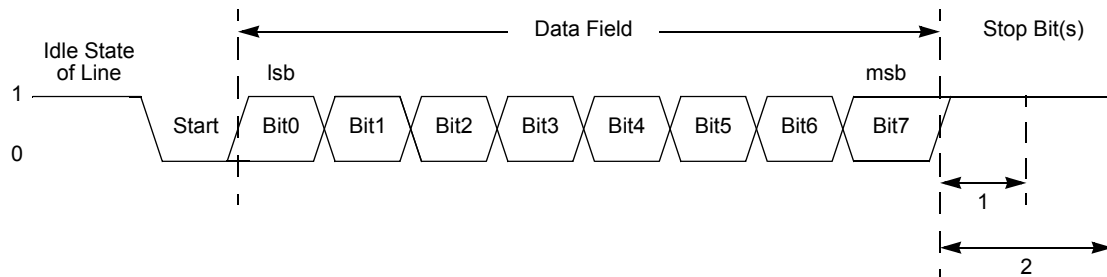 Data Field
Stop Bit(s)
Idle State
of Line
lsb
msb
1
Start
Bit0
Bit1
Bit2
Bit3
Bit4
Bit5
Bit6
Bit7
0
1
2